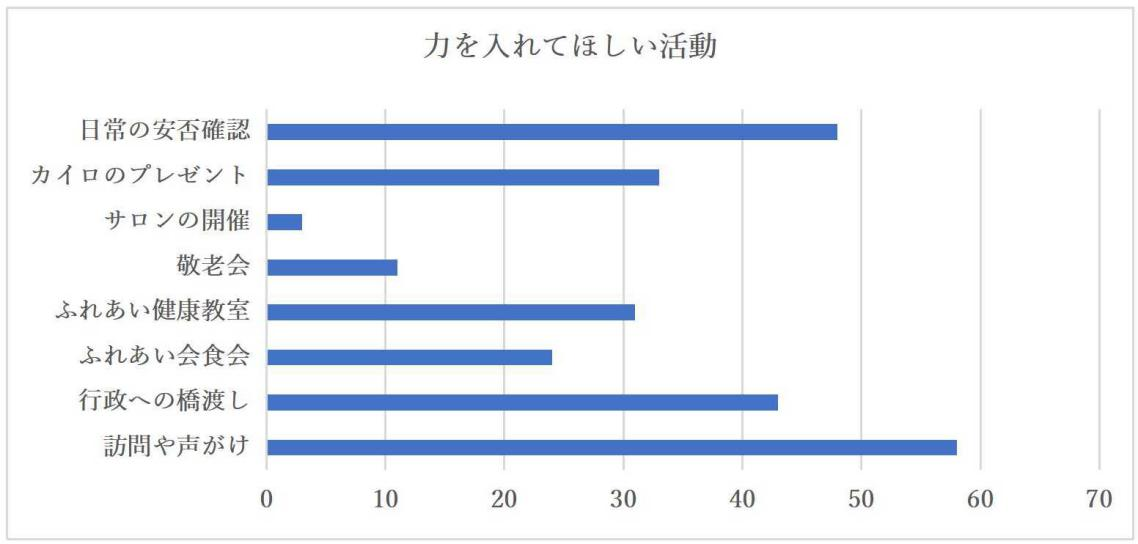 力を入れてほしい活動
日常の安否確認
カイロのプレゼント
サロンの開催
敬老会
ふれあい健康教室
ふれあい会食会
行政への橋渡し
訪問や声がけ
0 10 20 30 40 50 60 70